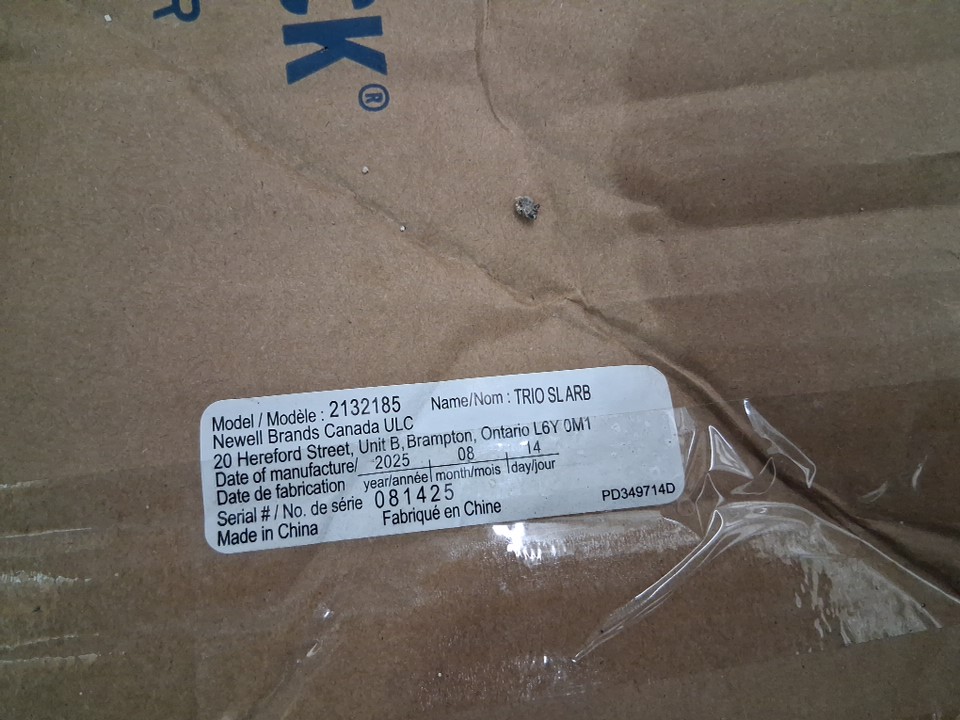 R
CK®
Model / Modèle : 2132185 Name/Nom : TRIO SLARB
Newell Brands Canada ULC
20 Hereford Street, Unit B, Brampton, Ontario L6Y 0M1
Date of manufacture/ 2025 08 14
Date de fabrication year/année month/mois day/jour
Serial # / No. de série 081425
Made in China Fabriqué en Chine PD349714D